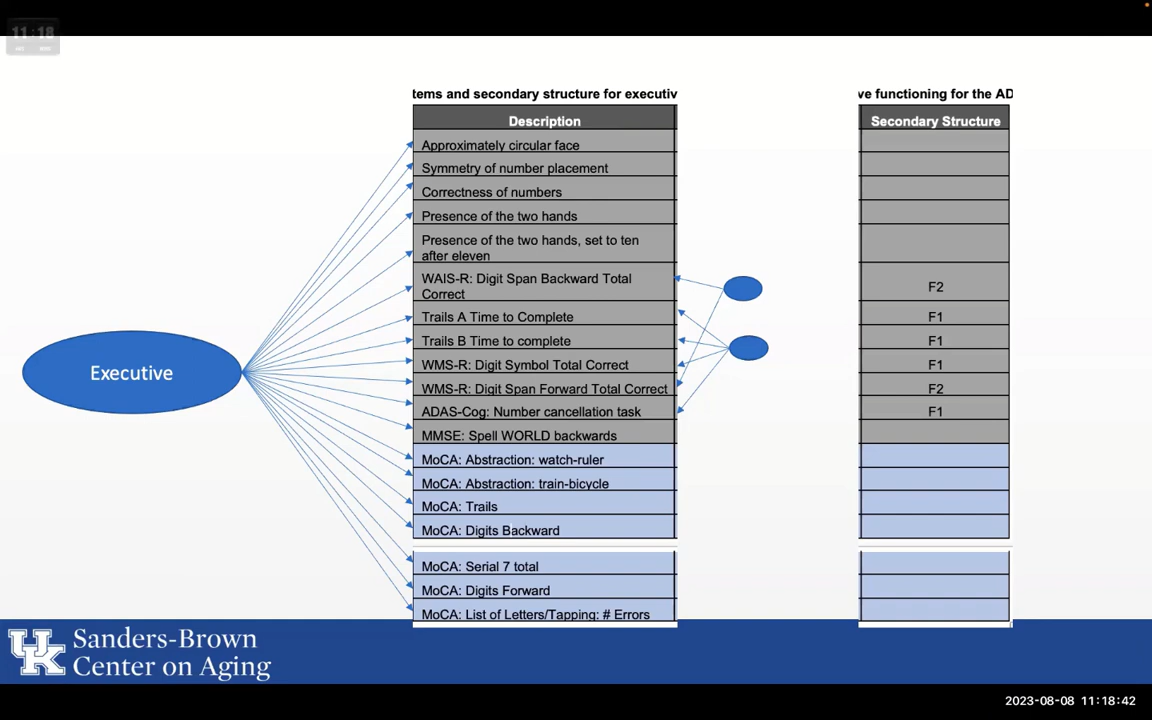 11:18
tems and secondary structure for executiv
ve functioning for the AD
Description
Secondary Structure
Approximately circular face
Symmetry of number placement
Correctness of numbers
Presence of the two hands
Presence of the two hands, set to ten
after eleven
WAIS-R: Digit Span Backward Total
Correct
F2
Trails A Time to Complete
F1
Trails B Time to complete
F1
WMS-R: Digit Symbol Total Correct
F1
WMS-R: Digit Span Forward Total Correct
F2
ADAS-Cog: Number cancellation task
F1
MMSE: Spell WORLD backwards
MoCA: Abstraction: watch-ruler
MoCA: Abstraction: train-bicycle
MoCA: Trails
MoCA: Digits Backward
MoCA: Serial 7 total
MoCA: Digits Forward
MoCA: List of Letters/Tapping: # Errors
Executive
UK
Sanders-Brown
Center on Aging
2023-08-08 11:18:42